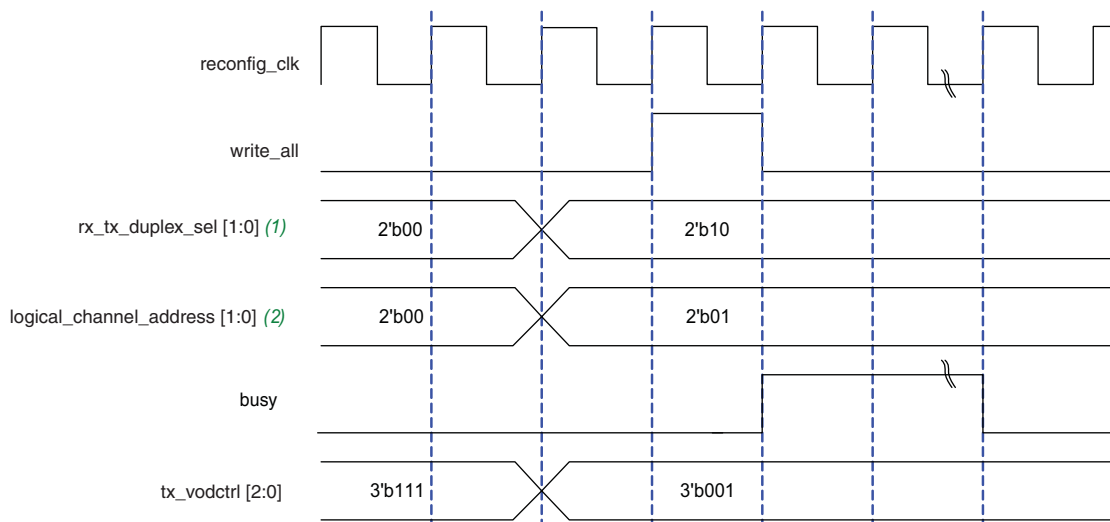 reconfig_clk
write_all
rx_tx_duplex_sel [1:0] (1) 2'b00 2'b10
logical_channel_address [1:0] (2) 2'b00 2'b01
busy
tx_vodctrl [2:0] 3'b111 3'b001